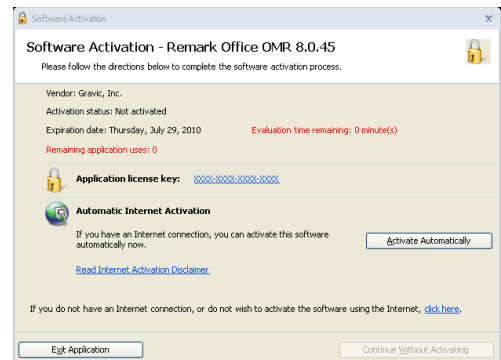 Software Activation
x
Software Activation - Remark Office OMR 8.0.45
Please follow the directions below to complete the software activation process.
Vendor: Gravic, Inc.
Activation status: Not activated
Expiration date: Thursday, July 29, 2010 Evaluation time remaining: 0 minute(s)
Remaining application uses: 0
Application license key: XXXX-XXXX-XXXX-XXXX
Automatic Internet Activation
If you have an Internet connection, you can activate this software
automatically now.
Activate Automatically
Read Internet Activation Disclaimer
If you do not have an Internet connection, or do not wish to activate the software using the Internet, click here.
Exit Application Continue Without Activating